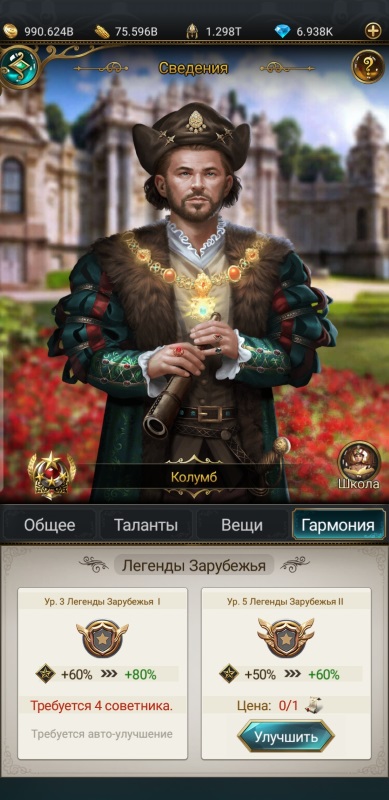 990.624B 75.596B 1.298T 6.938K
Сведения
Колумб
Школа
Общее Таланты Вещи Гармония
Легенды Зарубежья
Ур. 3 Легенды Зарубежья I
Ур. 5 Легенды Зарубежья II
+60% >>> +80%
+50% >>> +60%
Требуется 4 советника.
Цена: 0/1
Требуется авто-улучшение
Улучшить